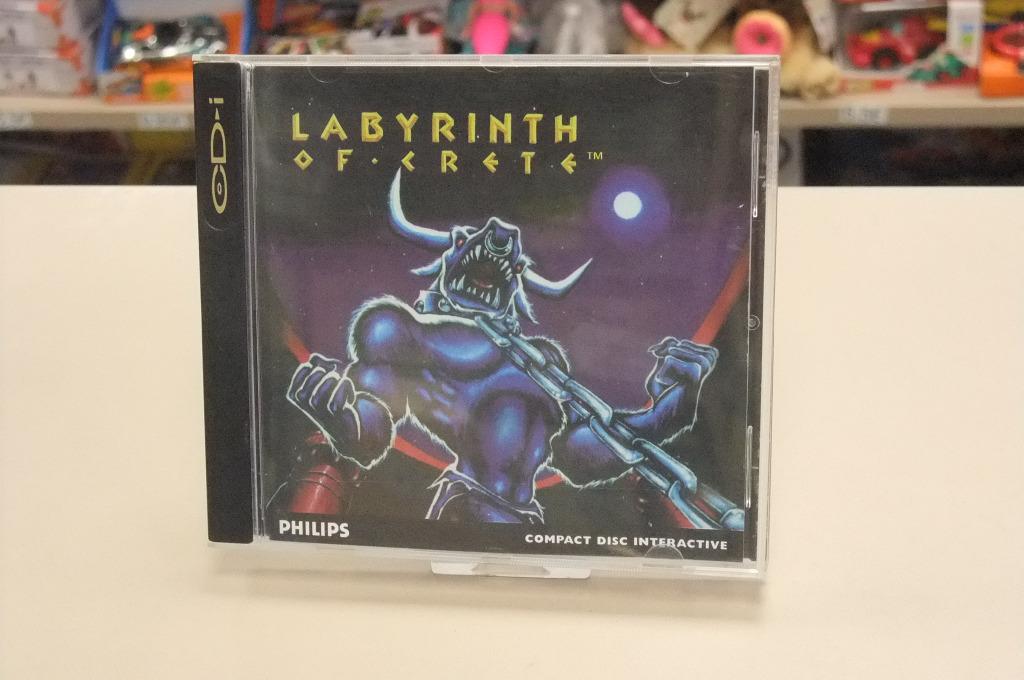 CD-i
LABYRINTH
OF · CRETE™
PHILIPS
COMPACT DISC INTERACTIVE